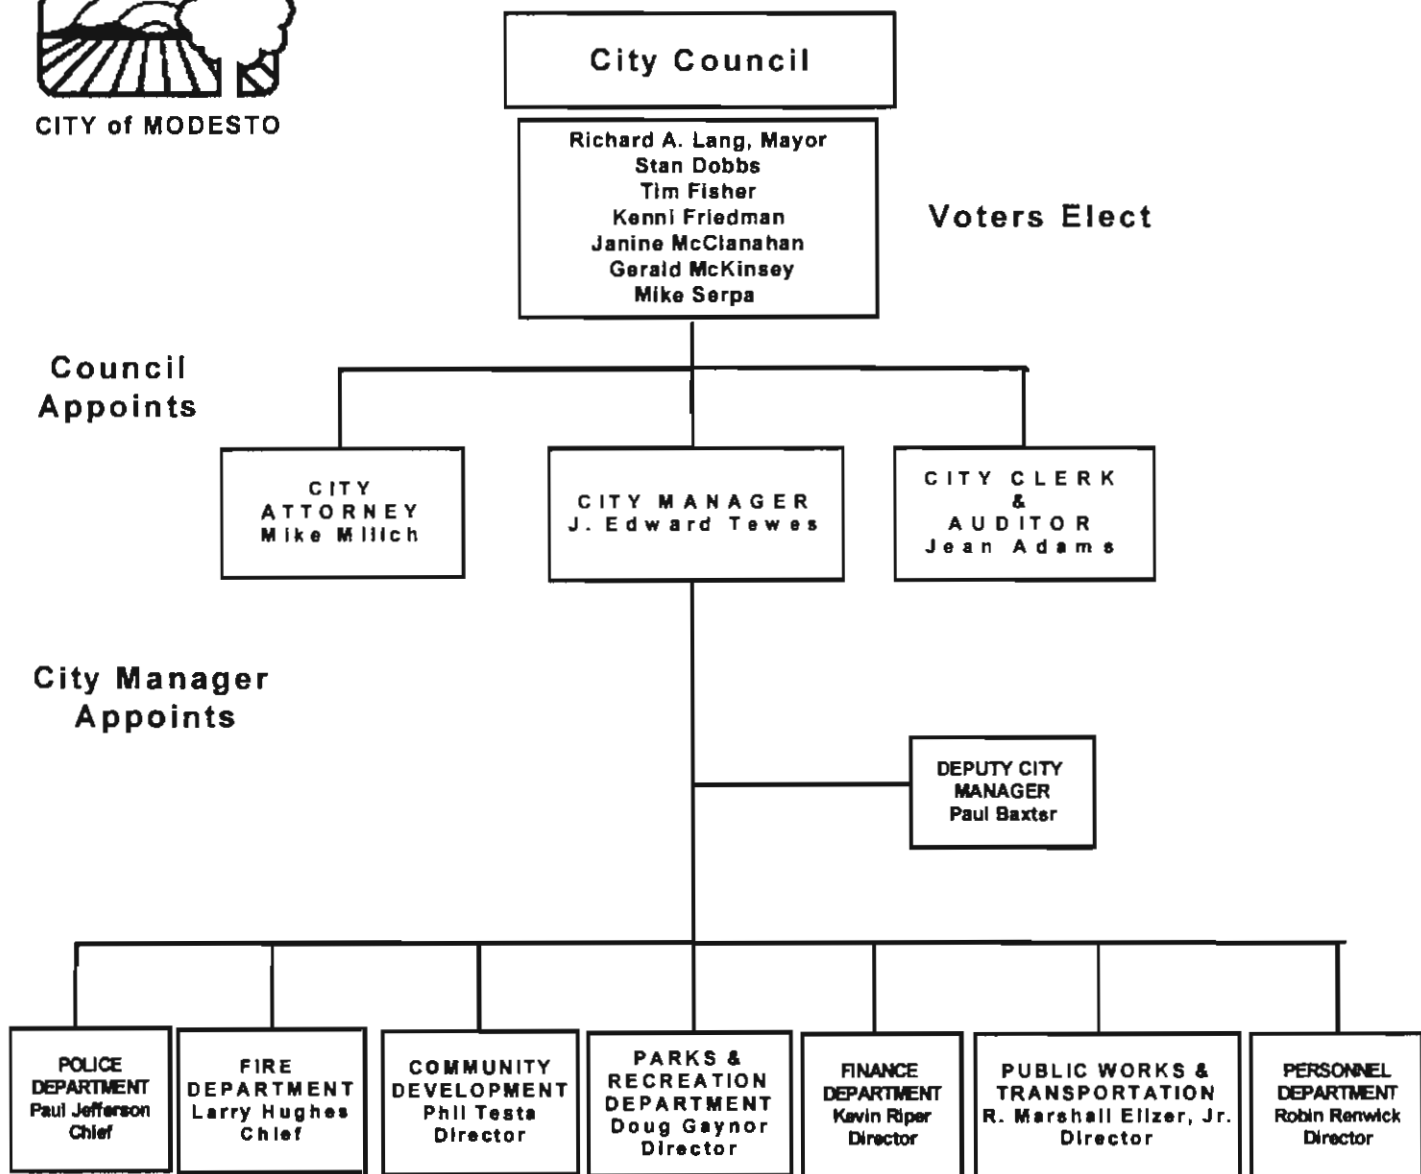 CITY of MODESTO
City Council
Richard A. Lang, Mayor
Stan Dobbs
Tim Fisher
Kenni Friedman
Janine McClanahan
Gerald McKinsey
Mike Serpa
Voters Elect
Council
Appoints
CITY
ATTORNEY
Mike Milich
CITY MANAGER
J. Edward Tewes
CITY CLERK
&
AUDITOR
Jean Adams
City Manager
Appoints
DEPUTY CITY
MANAGER
Paul Baxter
POLICE
DEPARTMENT
Paul Jefferson
Chief
FIRE
DEPARTMENT
Larry Hughes
Chief
COMMUNITY
DEVELOPMENT
Phil Testa
Director
PARKS &
RECREATION
DEPARTMENT
Doug Gaynor
Director
FINANCE
DEPARTMENT
Kevin Riper
Director
PUBLIC WORKS &
TRANSPORTATION
R. Marshall Elizer, Jr.
Director
PERSONNEL
DEPARTMENT
Robin Renwick
Director